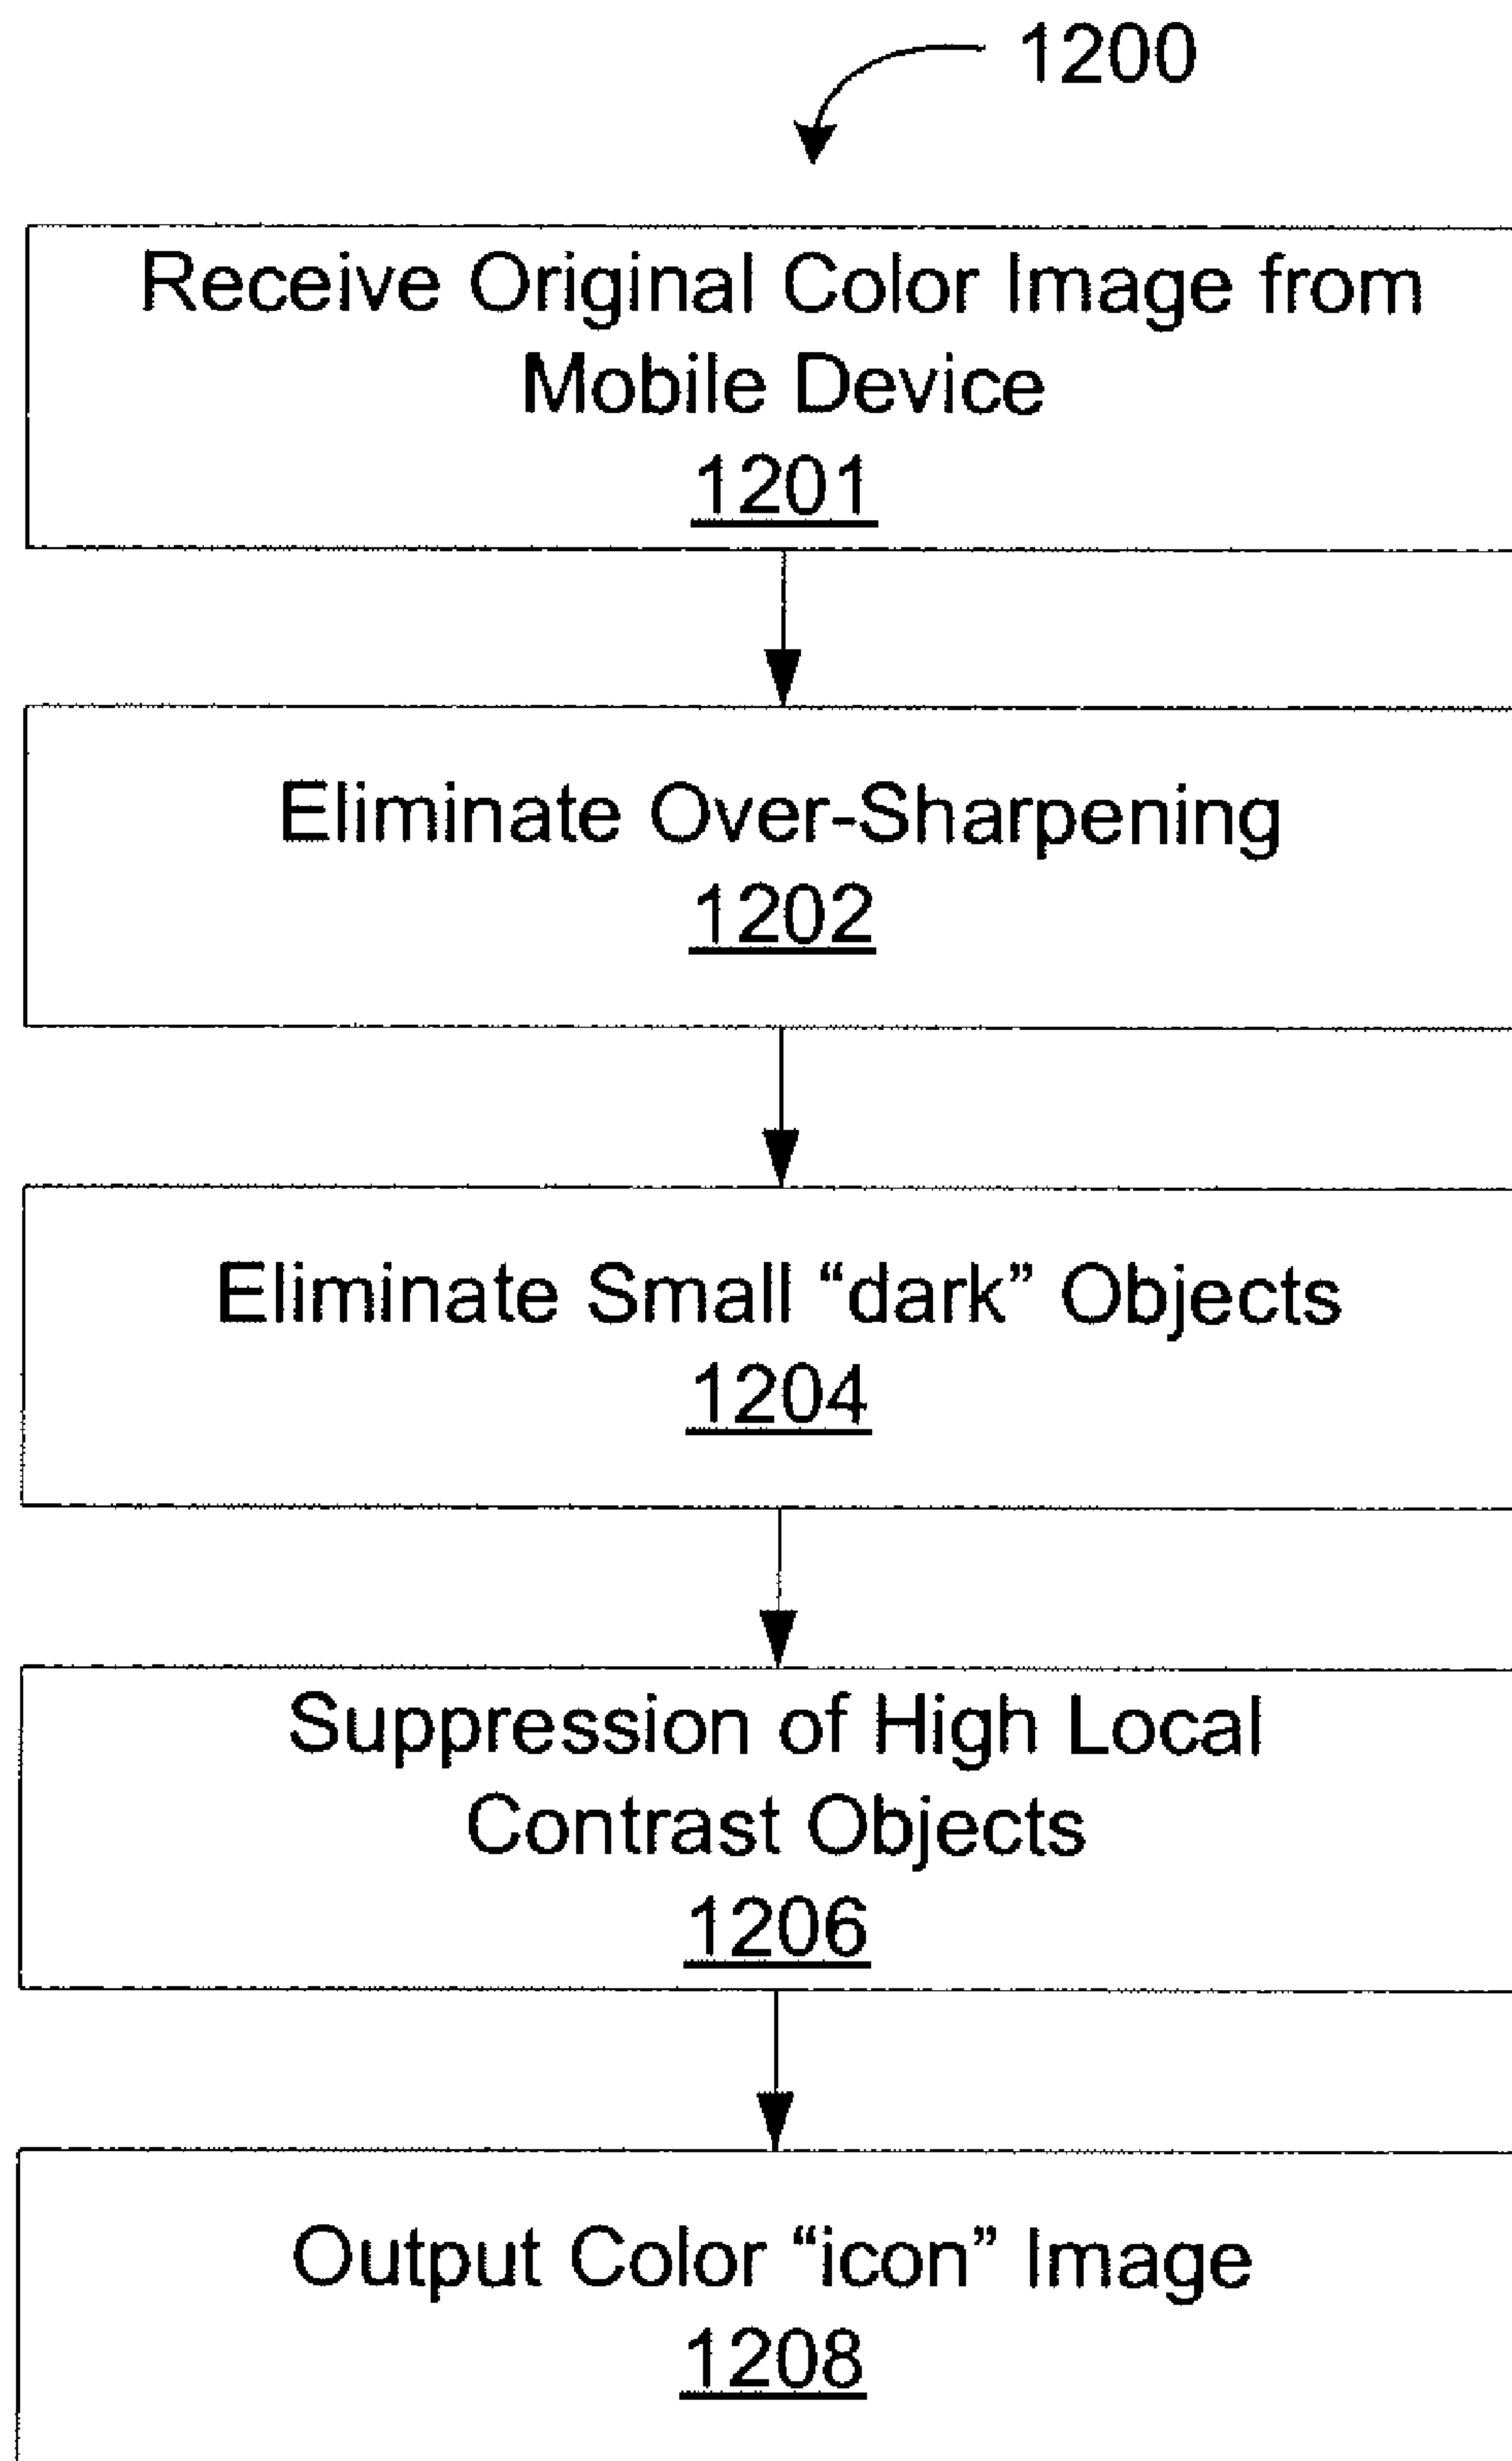 1200
Receive Original Color Image from
Mobile Device
1201
Eliminate Over-Sharpening
1202
Eliminate Small “dark” Objects
1204
Suppression of High Local
Contrast Objects
1206
Output Color “icon” Image
1208